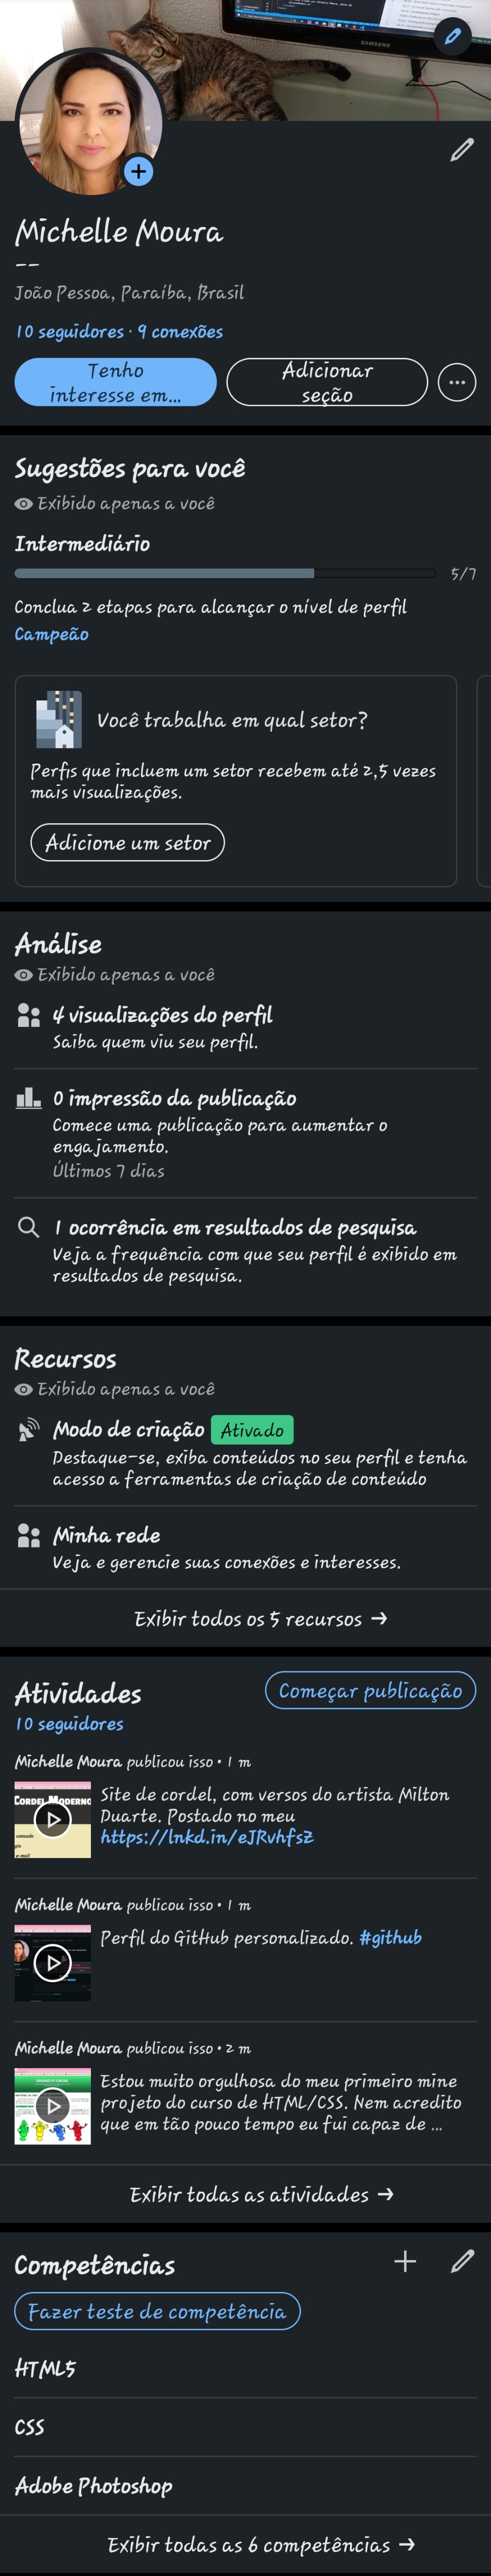 SAMSUNG
Michelle Moura
--
João Pessoa, Paraíba, Brasil
10 seguidores · 9 conexões
Tenho
interesse em...
Adicionar
seção
Sugestões para você
Exibido apenas a você
Intermediário
5/7
Conclua 2 etapas para alcançar o nível de perfil
Campeão
Você trabalha em qual setor?
Perfis que incluem um setor recebem até 2,5 vezes
mais visualizações.
Adicione um setor
Análise
Exibido apenas a você
4 visualizações do perfil
Saiba quem viu seu perfil.
0 impressão da publicação
Comece uma publicação para aumentar o
engajamento.
Últimos 7 dias
1 ocorrência em resultados de pesquisa
Veja a frequência com que seu perfil é exibido em
resultados de pesquisa.
Recursos
Exibido apenas a você
Modo de criação Ativado
Destaque-se, exiba conteúdos no seu perfil e tenha
acesso a ferramentas de criação de conteúdo
Minha rede
Veja e gerencie suas conexões e interesses.
Exibir todos os 5 recursos →
Atividades
Começar publicação
10 seguidores
Michelle Moura publicou isso • 1 m
Cordel Moderno
Site de cordel, com versos do artista Milton
Duarte. Postado no meu
https://lnkd.in/eJRvhfsZ
Michelle Moura publicou isso • 1 m
Perfil do GitHub personalizado. #github
Michelle Moura publicou isso • 2 m
Estou muito orgulhosa do meu primeiro mine
projeto do curso de HTML/CSS. Nem acredito
que em tão pouco tempo eu fui capaz de ...
Exibir todas as atividades →
Competências
Fazer teste de competência
HTML5
CSS
Adobe Photoshop
Exibir todas as 6 competências →